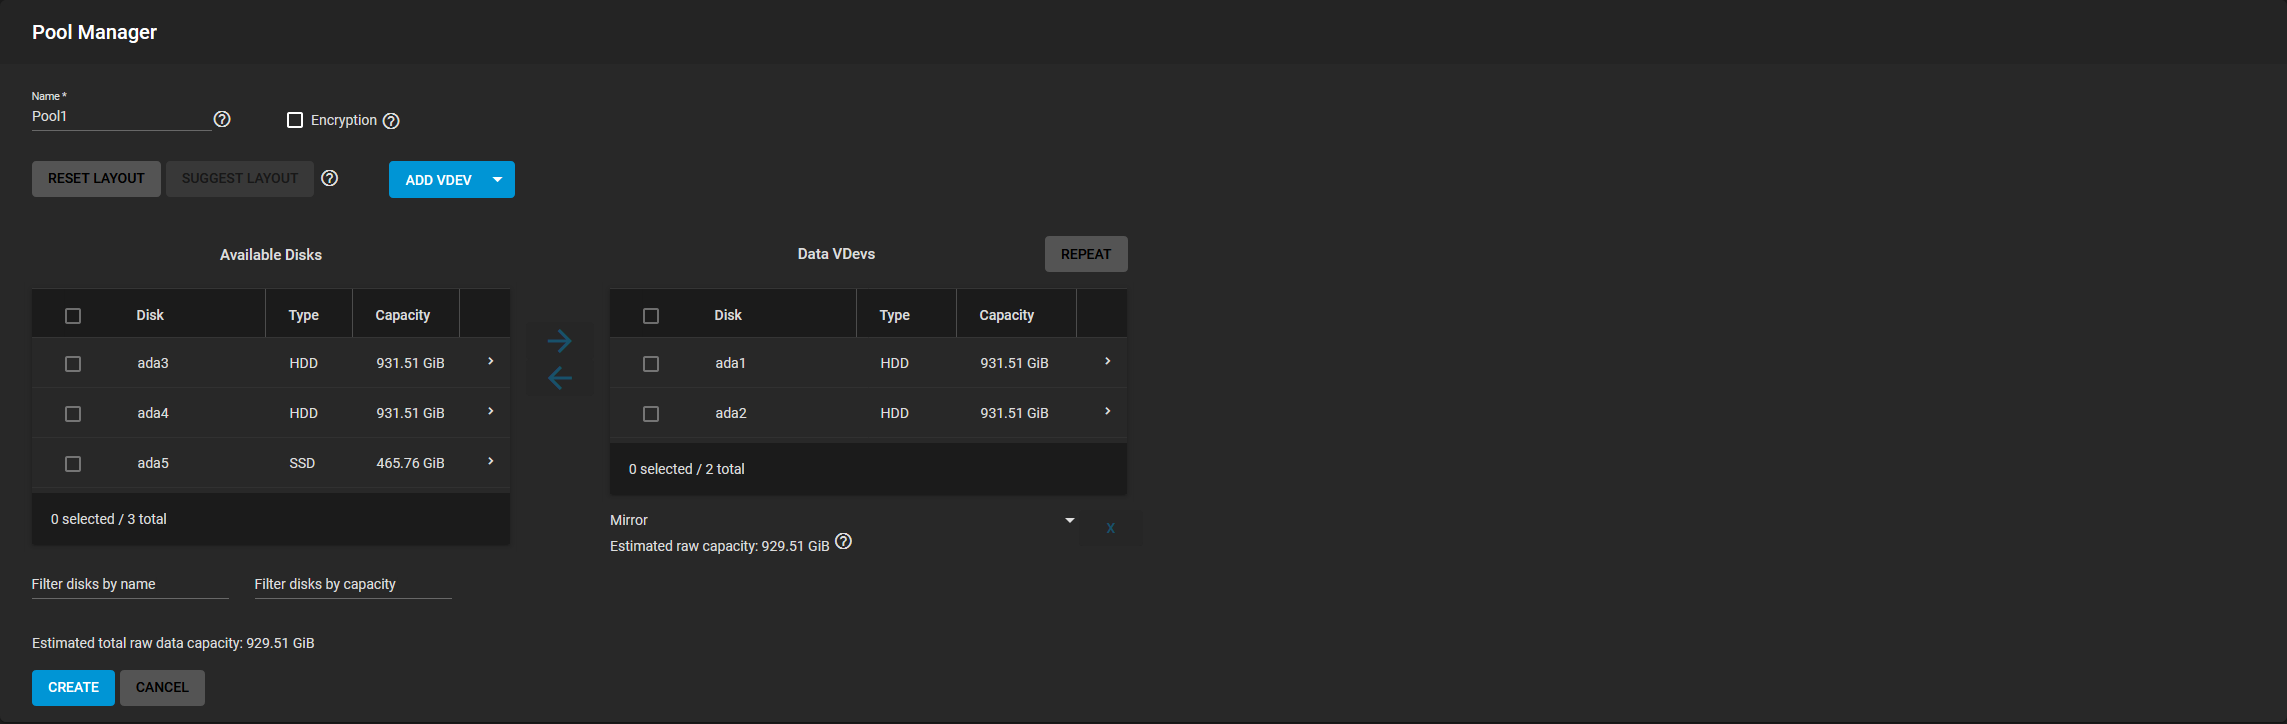 Pool Manager
Name *
Pool1
Encryption
RESET LAYOUT SUGGEST LAYOUT ADD VDEV
Available Disks
Disk Type Capacity
ada3 HDD 931.51 GiB
ada4 HDD 931.51 GiB
ada5 SSD 465.76 GiB
0 selected / 3 total
Filter disks by name Filter disks by capacity
Data VDevs REPEAT
Disk Type Capacity
ada1 HDD 931.51 GiB
ada2 HDD 931.51 GiB
0 selected / 2 total
Mirror X
Estimated raw capacity: 929.51 GiB
Estimated total raw data capacity: 929.51 GiB
CREATE CANCEL